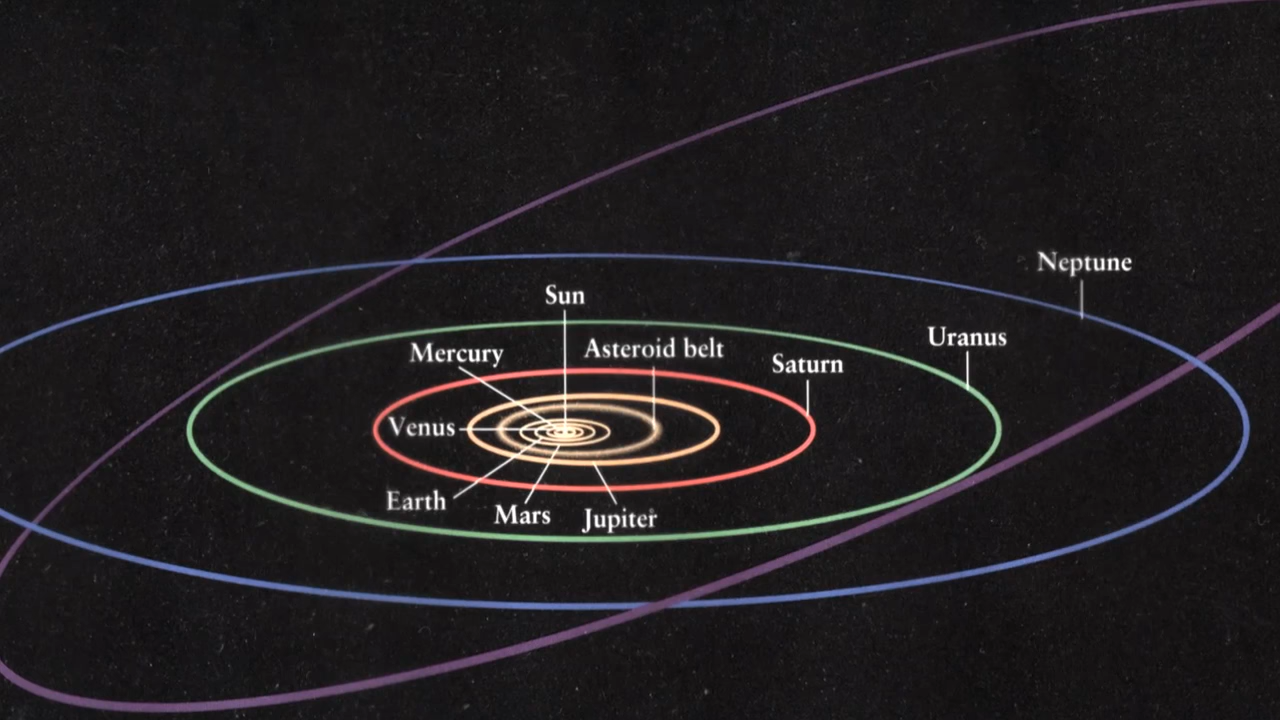 Neptune
Sun
Uranus
Mercury
Asteroid belt
Saturn
Venus
Earth
Mars
Jupiter